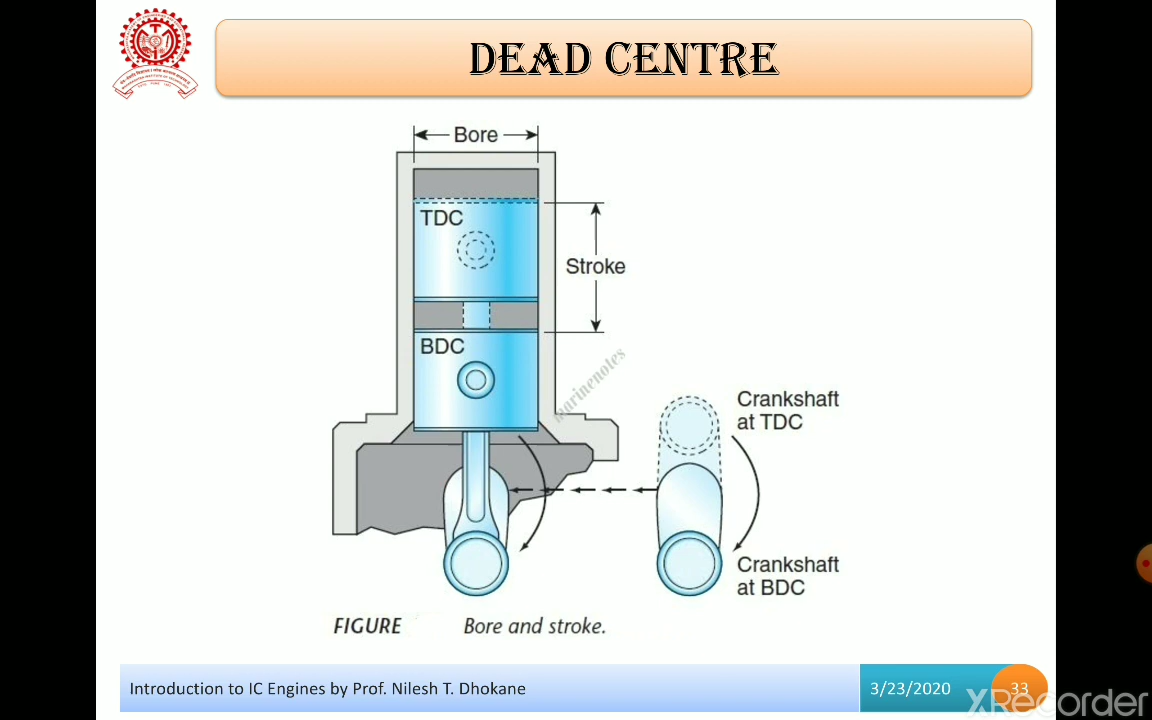 DEAD CENTRE
Bore
TDC
Stroke
BDC
marinenotes
Crankshaft
at TDC
Crankshaft
at BDC
FIGURE Bore and stroke.
Introduction to IC Engines by Prof. Nilesh T. Dhokane
3/23/2020
33
XRecorder